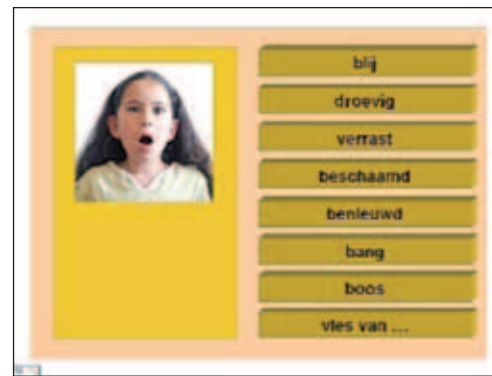 blij
droevig
verrast
beschaamd
benieuwd
bang
boos
vies van ...